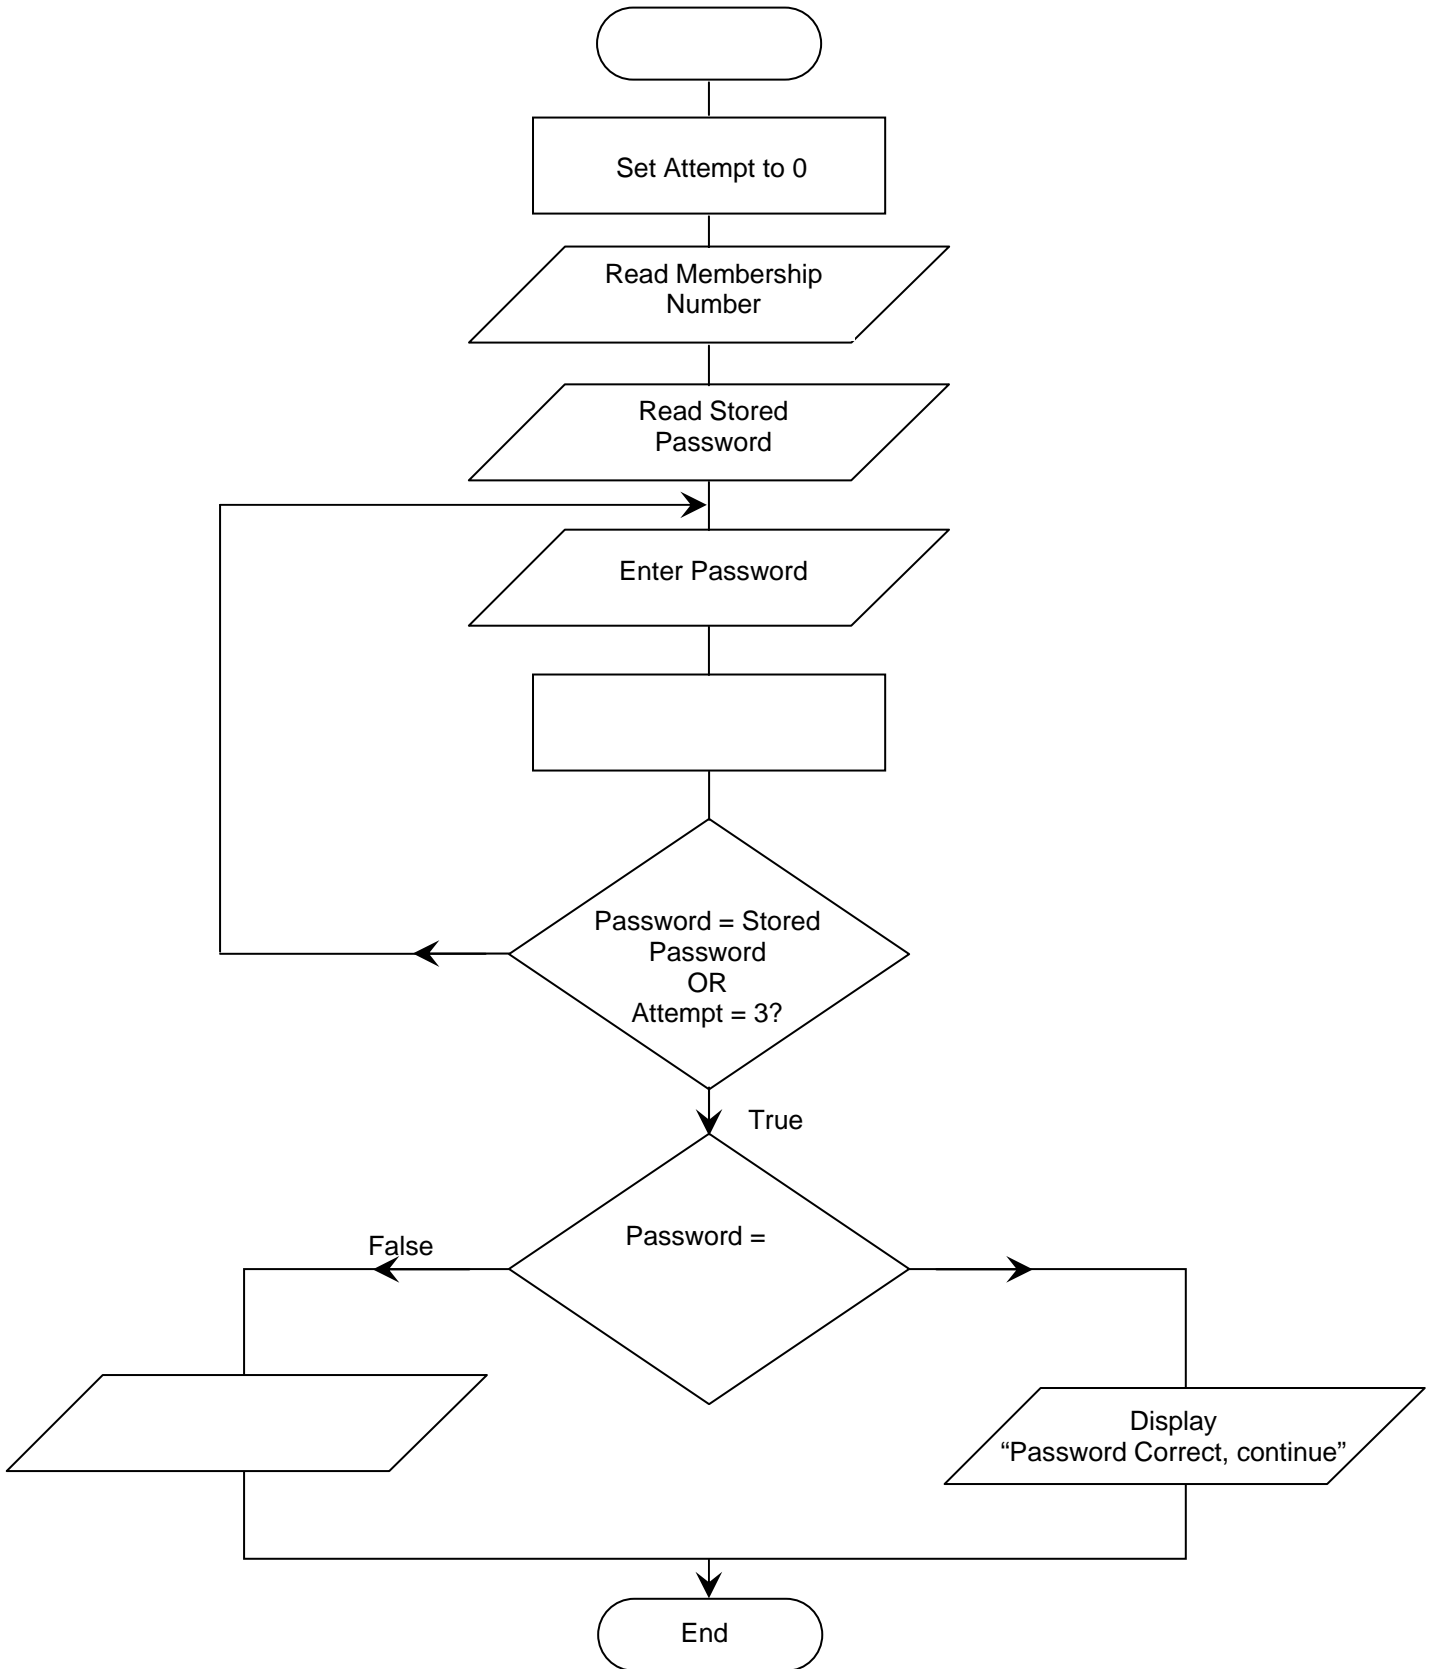 Set Attempt to 0
Read Membership
Number
Read Stored
Password
Enter Password
Password = Stored
Password
OR
Attempt = 3?
True
Password =
False
Display
“Password Correct, continue”
End